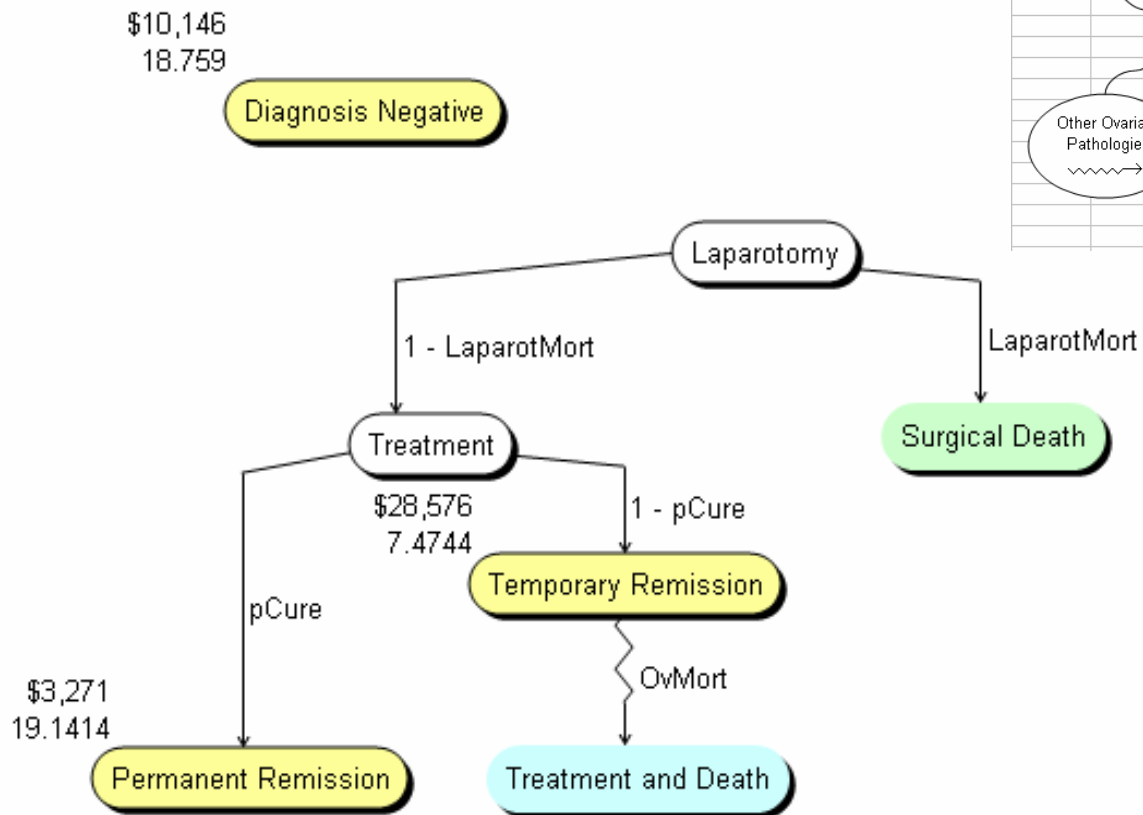 $10,146
18.759
Diagnosis Negative
Other
Pathologie
Laparotomy
1 - LaparotMort
LaparotMort
Treatment
Surgical Death
$28,576
7.4744
1 - pCure
Temporary Remission
pCure
OvMort
$3,271
19.1414
Permanent Remission
Treatment and Death